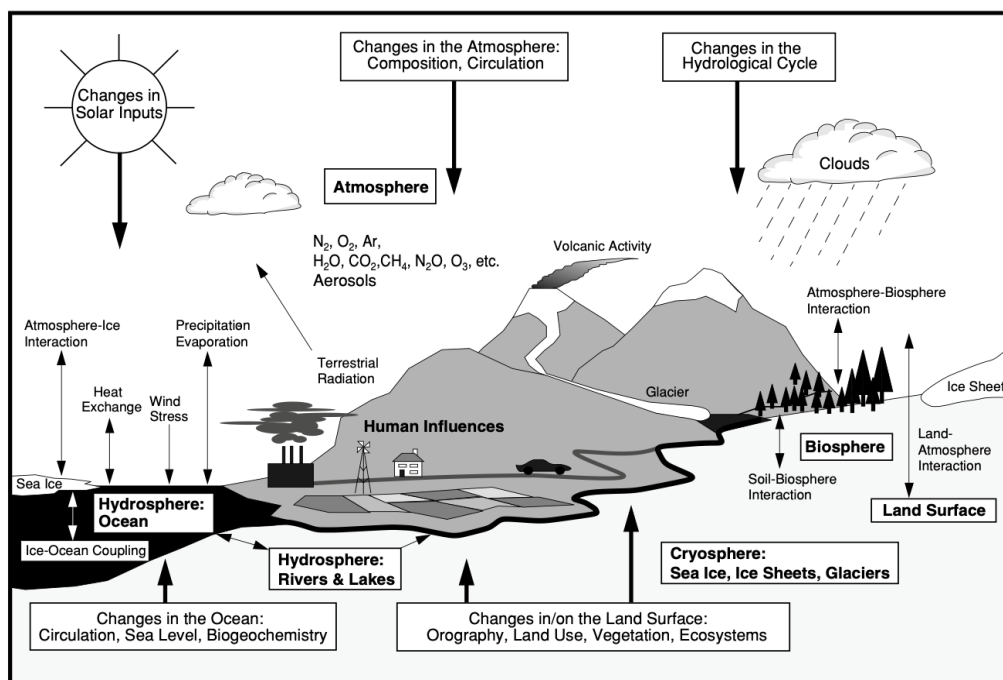 Changes in the Atmosphere:
Composition, Circulation
Changes in the
Hydrological Cycle
Changes in
Solar Inputs
Clouds
Atmosphere
N₂, O₂, Ar,
H₂O, CO₂,CH₄, N₂O, O₃, etc.
Aerosols
Volcanic Activity
Atmosphere-Ice
Interaction
Precipitation
Evaporation
Atmosphere-Biosphere
Interaction
Terrestrial
Radiation
Heat
Exchange
Wind
Stress
Glacier
Ice Sheet
Human Influences
Biosphere
Land-
Atmosphere
Interaction
Soil-Biosphere
Interaction
Sea Ice
Hydrosphere:
Ocean
Land Surface
Ice-Ocean Coupling
Hydrosphere:
Rivers & Lakes
Cryosphere:
Sea Ice, Ice Sheets, Glaciers
Changes in the Ocean:
Circulation, Sea Level, Biogeochemistry
Changes in/on the Land Surface:
Orography, Land Use, Vegetation, Ecosystems